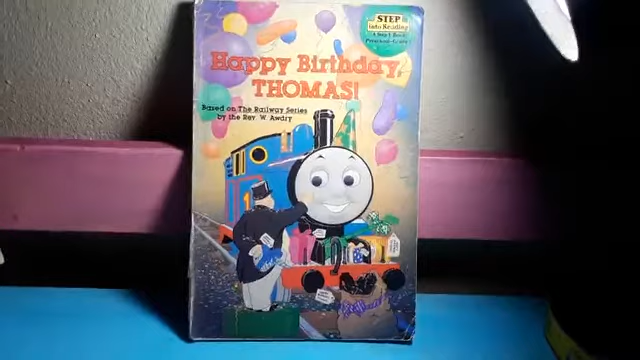 STEP
into Reading
A Step 1 Book
Preschool–Grade 1
Happy Birthday,
THOMAS!
Based on The Railway Series
by the Rev. W. Awdry
1